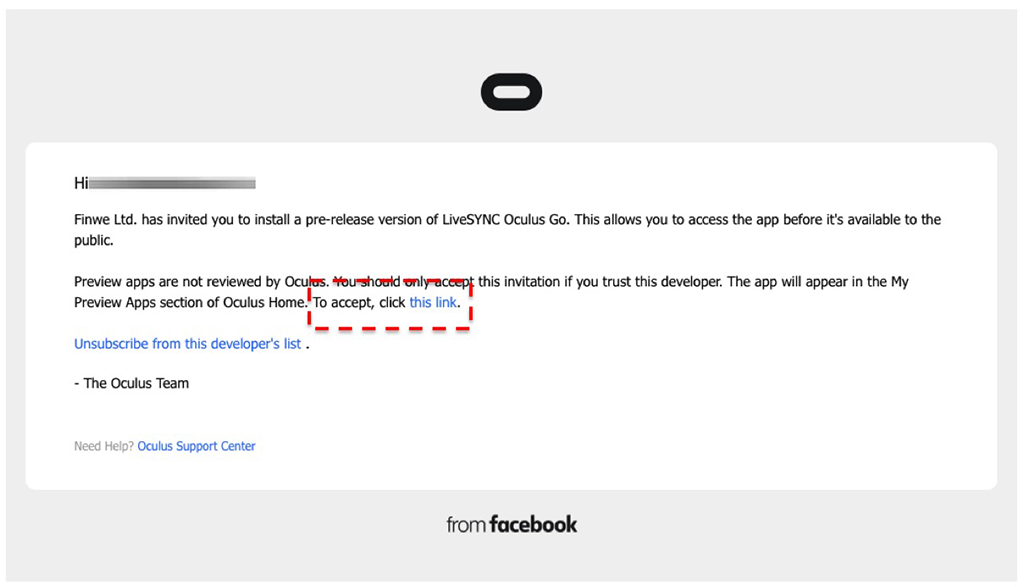 Hi
Finwe Ltd. has invited you to install a pre-release version of LiveSYNC Oculus Go. This allows you to access the app before it's available to the
public.
Preview apps are not reviewed by Oculus. You should only accept this invitation if you trust this developer. The app will appear in the My
Preview Apps section of Oculus Home. To accept, click this link.
Unsubscribe from this developer's list .
- The Oculus Team
Need Help? Oculus Support Center
from facebook